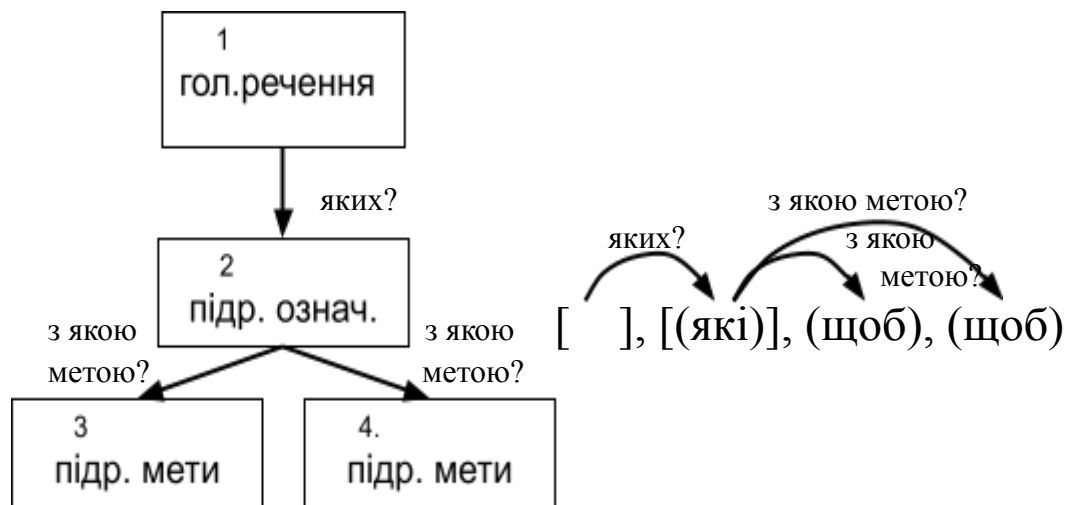 1
гол.речення
яких?
2
підр. означ.
з якою
метою?
з якою
метою?
3
підр. мети
4.
підр. мети
з якою метою?
яких?
з якою
метою?
[ ], [(які)], (щоб), (щоб)